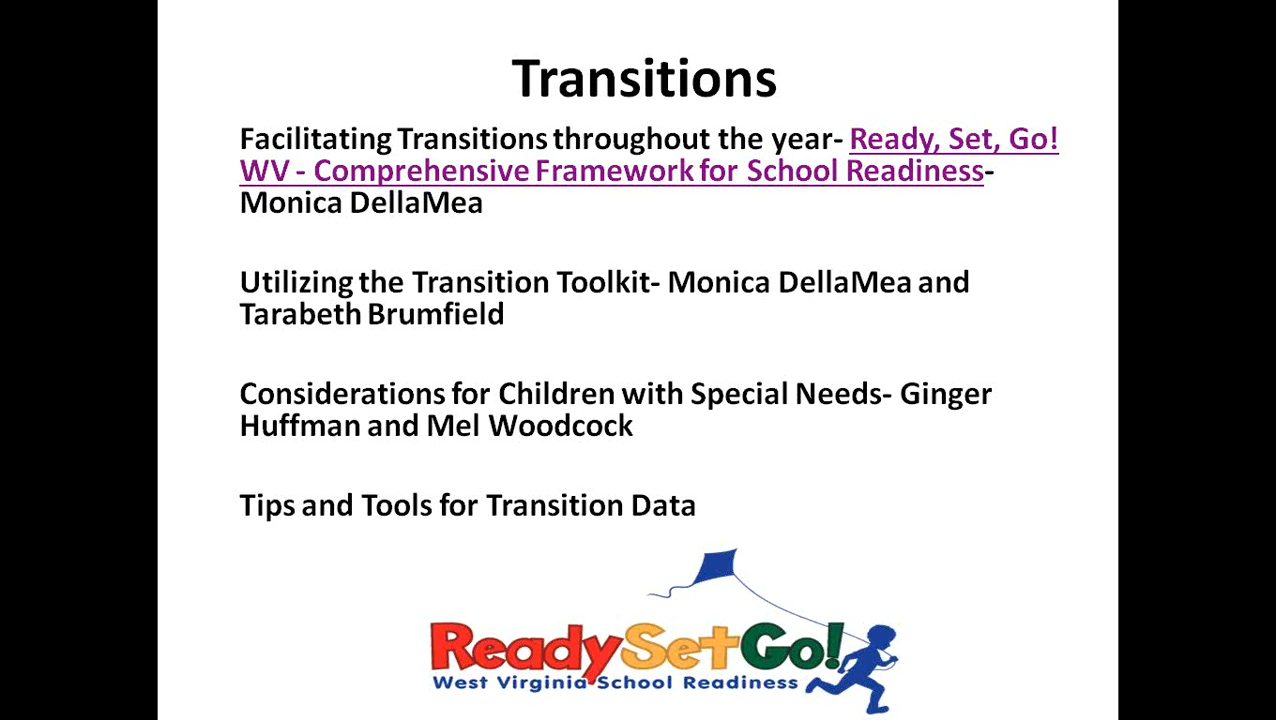 Transitions
Facilitating Transitions throughout the year- Ready, Set, Go!
WV - Comprehensive Framework for School Readiness-
Monica DellaMea
Utilizing the Transition Toolkit- Monica DellaMea and
Tarabeth Brumfield
Considerations for Children with Special Needs- Ginger
Huffman and Mel Woodcock
Tips and Tools for Transition Data
ReadySetGo!
West Virginia School Readiness